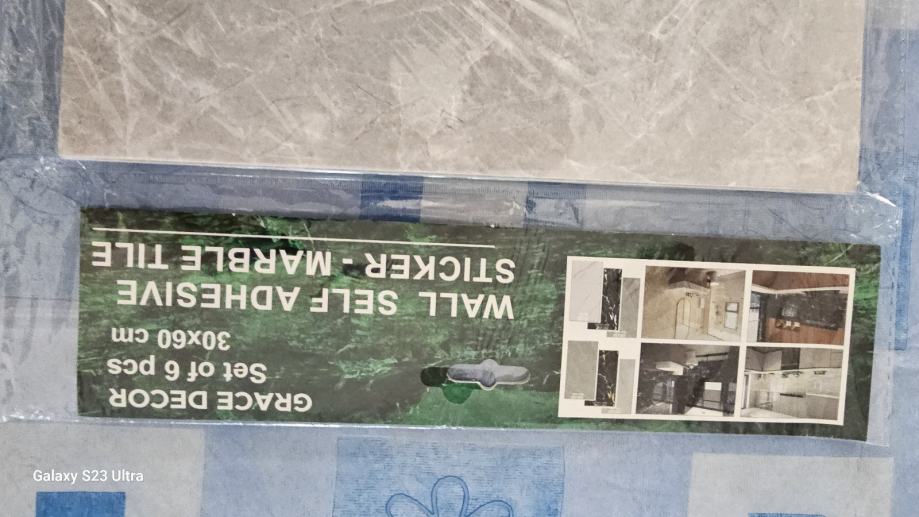 GRACE DECOR
Set of 6 pcs
30x60 cm
WALL SELF ADHESIVE
STICKER - MARBLE TILE
Galaxy S23 Ultra